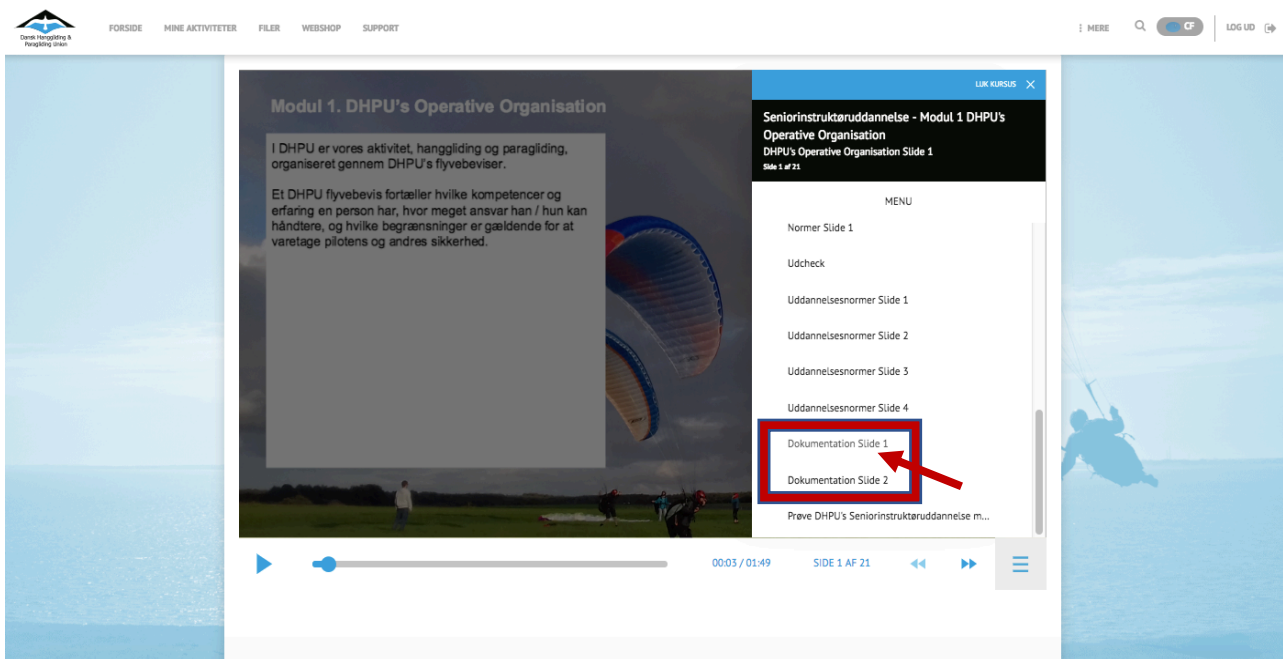 Dansk Hanggliding &
Paragliding Union
FORSIDE MINE AKTIVITETER FILER WEBSHOP SUPPORT
MERE
CF
LOG UD
Modul 1. DHPU's Operative Organisation
I DHPU er vores aktivitet, hanggliding og paragliding,
organiseret gennem DHPU's flyvebeviser.
Et DHPU flyvebevis fortæller hvilke kompetencer og
erfaring en person har, hvor meget ansvar han / hun kan
håndtere, og hvilke begrænsninger er gældende for at
varetage pilotens og andres sikkerhed.
LUK KURSUS
Seniorinstruktøruddannelse - Modul 1 DHPU's
Operative Organisation
DHPU's Operative Organisation Slide 1
Side 1 af 21
MENU
Normer Slide 1
Udcheck
Uddannelsesnormer Slide 1
Uddannelsesnormer Slide 2
Uddannelsesnormer Slide 3
Uddannelsesnormer Slide 4
Dokumentation Slide 1
Dokumentation Slide 2
Prøve DHPU's Seniorinstruktøruddannelse m...
00:03 / 01:49 SIDE 1 AF 21